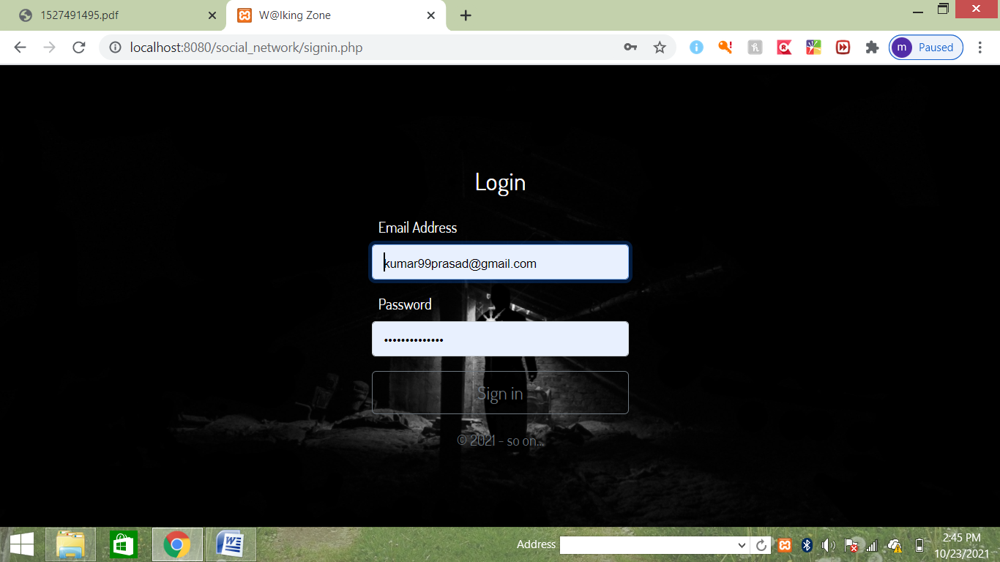 1527491495.pdf
W@lking Zone
localhost:8080/social_network/signin.php
m Paused
Login
Email Address
kumar99prasad@gmail.com
Password
••••••••••••••
Sign in
© 2021 - so on...
Address
2:45 PM
10/23/2021